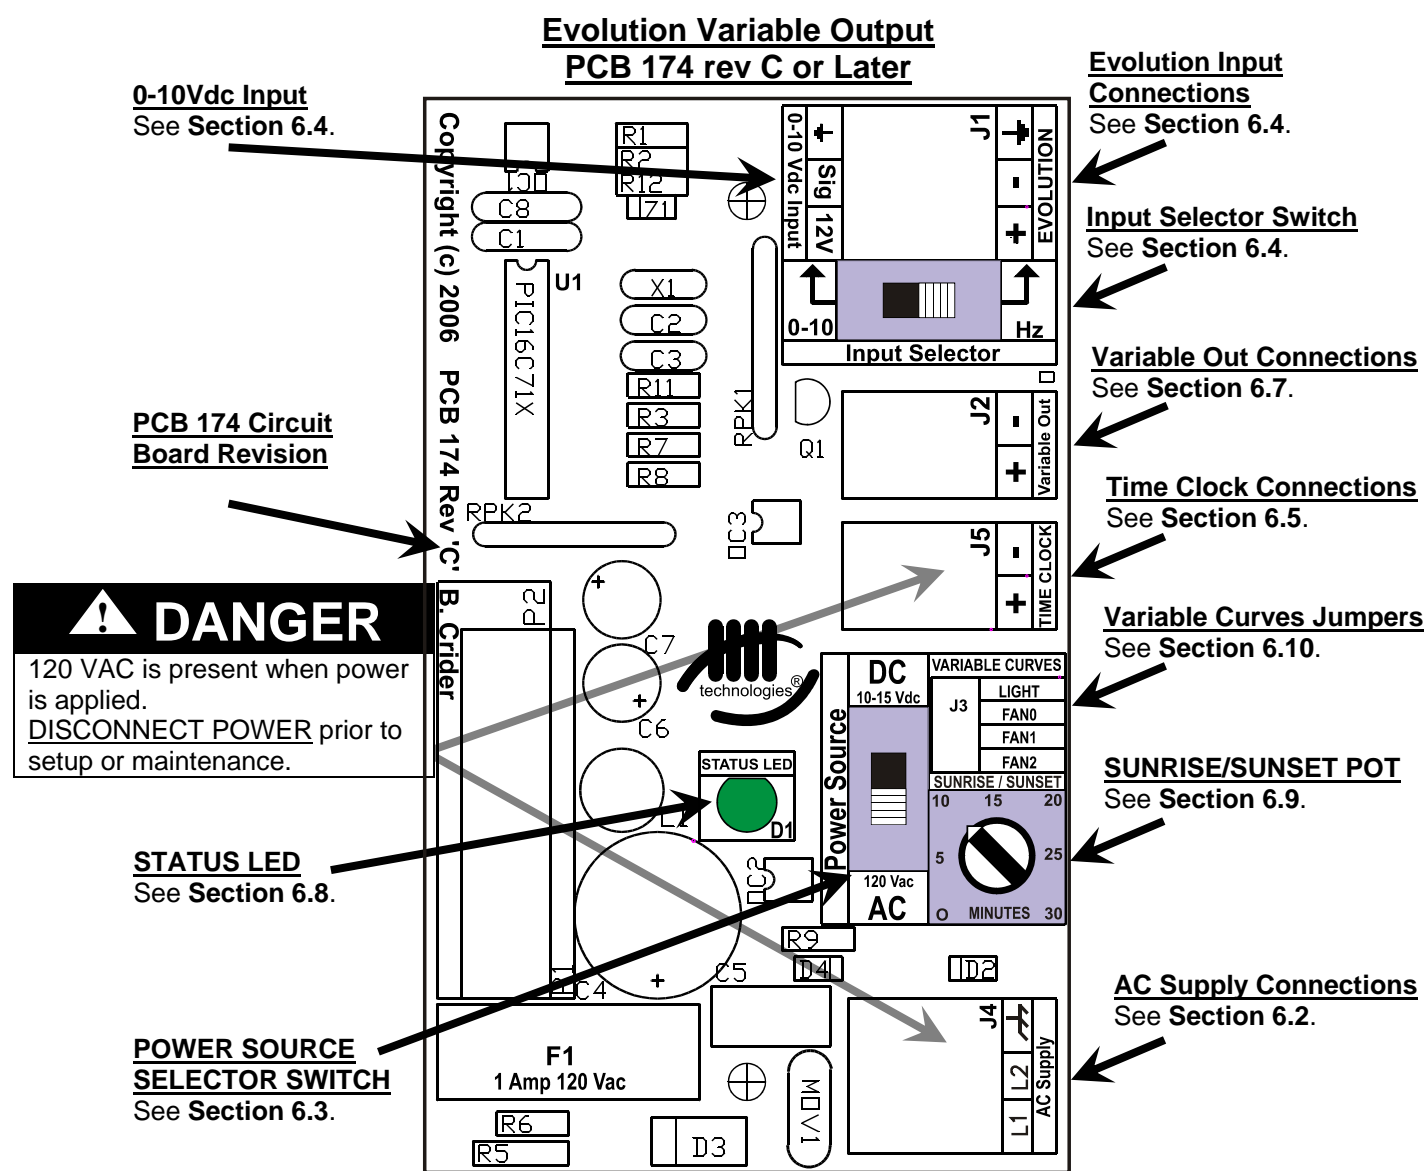 Evolution Variable Output
PCB 174 rev C or Later
0-10Vdc Input
See Section 6.4.
PCB 174 Circuit
Board Revision
DANGER
120 VAC is present when power
is applied.
DISCONNECT POWER prior to
setup or maintenance.
STATUS LED
See Section 6.8.
POWER SOURCE
SELECTOR SWITCH
See Section 6.3.
Copyright (c) 2006 PCB 174 Rev 'C' B. Crider
R1
R2
R12
IZ1
C8
C1
U1
PIC16C71X
X1
C2
C3
R11
R3
R7
R8
RPK1
RPK2
Q1
OC3
P2
C7
C6
L1
technologies®
STATUS LED
D1
OC2
C4
C5
R9
D4
D2
F1
1 Amp 120 Vac
R6
R5
D3
MOV1
0-10 Vdc Input
Sig
12V
J1
-
+
EVOLUTION
0-10
Hz
Input Selector
J2
-
+
Variable Out
J5
-
+
TIME CLOCK
Power Source
DC
10-15 Vdc
120 Vac
AC
VARIABLE CURVES
J3
LIGHT
FAN0
FAN1
FAN2
SUNRISE / SUNSET
10
15
20
5
25
O
MINUTES
30
J4
L2
L1
AC Supply
Evolution Input
Connections
See Section 6.4.
Input Selector Switch
See Section 6.4.
Variable Out Connections
See Section 6.7.
Time Clock Connections
See Section 6.5.
Variable Curves Jumpers
See Section 6.10.
SUNRISE/SUNSET POT
See Section 6.9.
AC Supply Connections
See Section 6.2.